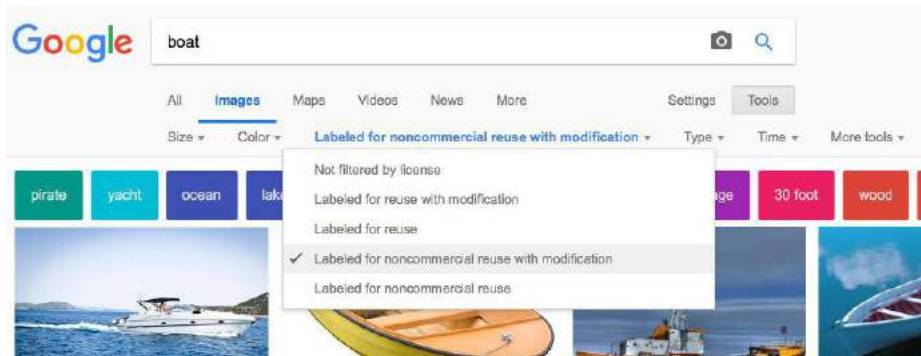 Google boat
All Images Maps Videos News More Settings Tools
Size Color Labeled for noncommercial reuse with modification Type Time More tools
Not filtered by license
Labeled for reuse with modification
Labeled for reuse
✓ Labeled for noncommercial reuse with modification
Labeled for noncommercial reuse
pirate yacht ocean 30 foot wood